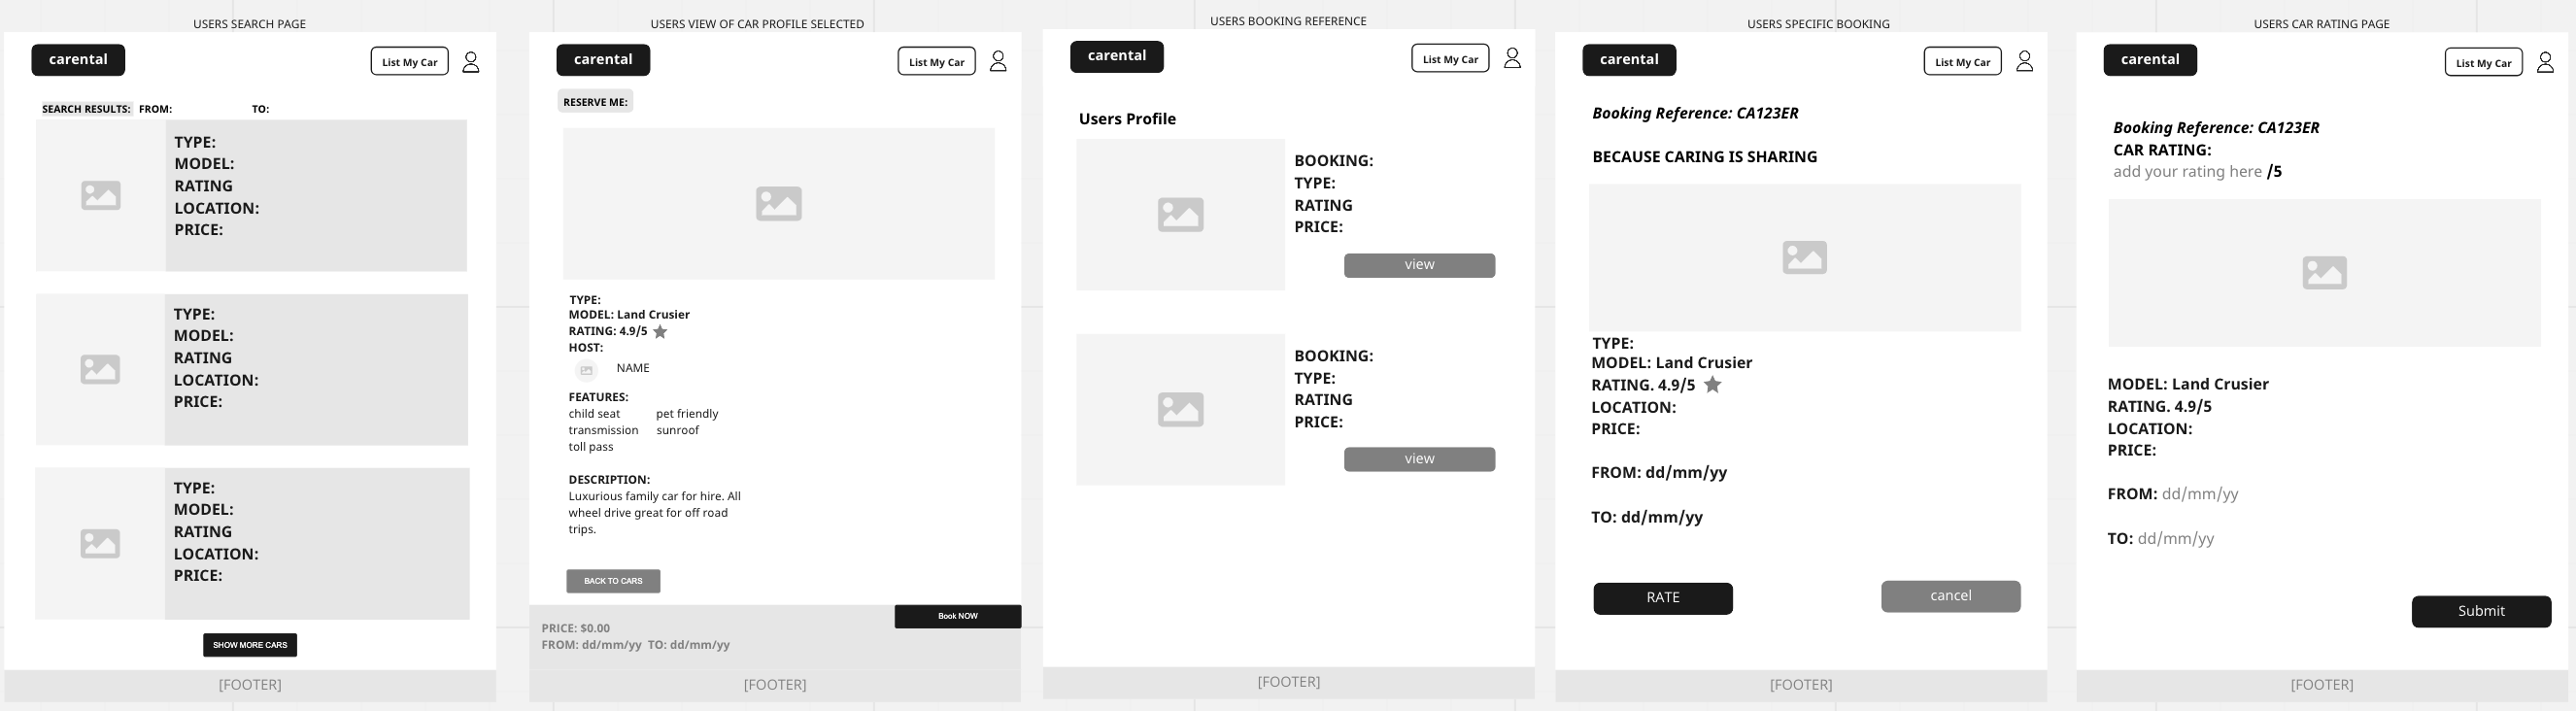 USERS SEARCH PAGE
carental
List My Car
SEARCH RESULTS: FROM: TO:
TYPE:
MODEL:
RATING
LOCATION:
PRICE:
TYPE:
MODEL:
RATING
LOCATION:
PRICE:
TYPE:
MODEL:
RATING
LOCATION:
PRICE:
SHOW MORE CARS
[FOOTER]
USERS VIEW OF CAR PROFILE SELECTED
carental
List My Car
RESERVE ME:
TYPE:
MODEL: Land Crusier
RATING: 4.9/5
HOST:
NAME
FEATURES:
child seat pet friendly
transmission sunroof
toll pass
DESCRIPTION:
Luxurious family car for hire. All
wheel drive great for off road
trips.
BACK TO CARS
Book NOW
PRICE: $0.00
FROM: dd/mm/yy TO: dd/mm/yy
[FOOTER]
USERS BOOKING REFERENCE
carental
List My Car
Users Profile
BOOKING:
TYPE:
RATING
PRICE:
view
BOOKING:
TYPE:
RATING
PRICE:
view
[FOOTER]
USERS SPECIFIC BOOKING
carental
List My Car
Booking Reference: CA123ER
BECAUSE CARING IS SHARING
TYPE:
MODEL: Land Crusier
RATING. 4.9/5
LOCATION:
PRICE:
FROM: dd/mm/yy
TO: dd/mm/yy
RATE
cancel
[FOOTER]
USERS CAR RATING PAGE
carental
List My Car
Booking Reference: CA123ER
CAR RATING:
add your rating here /5
MODEL: Land Crusier
RATING. 4.9/5
LOCATION:
PRICE:
FROM: dd/mm/yy
TO: dd/mm/yy
Submit
[FOOTER]